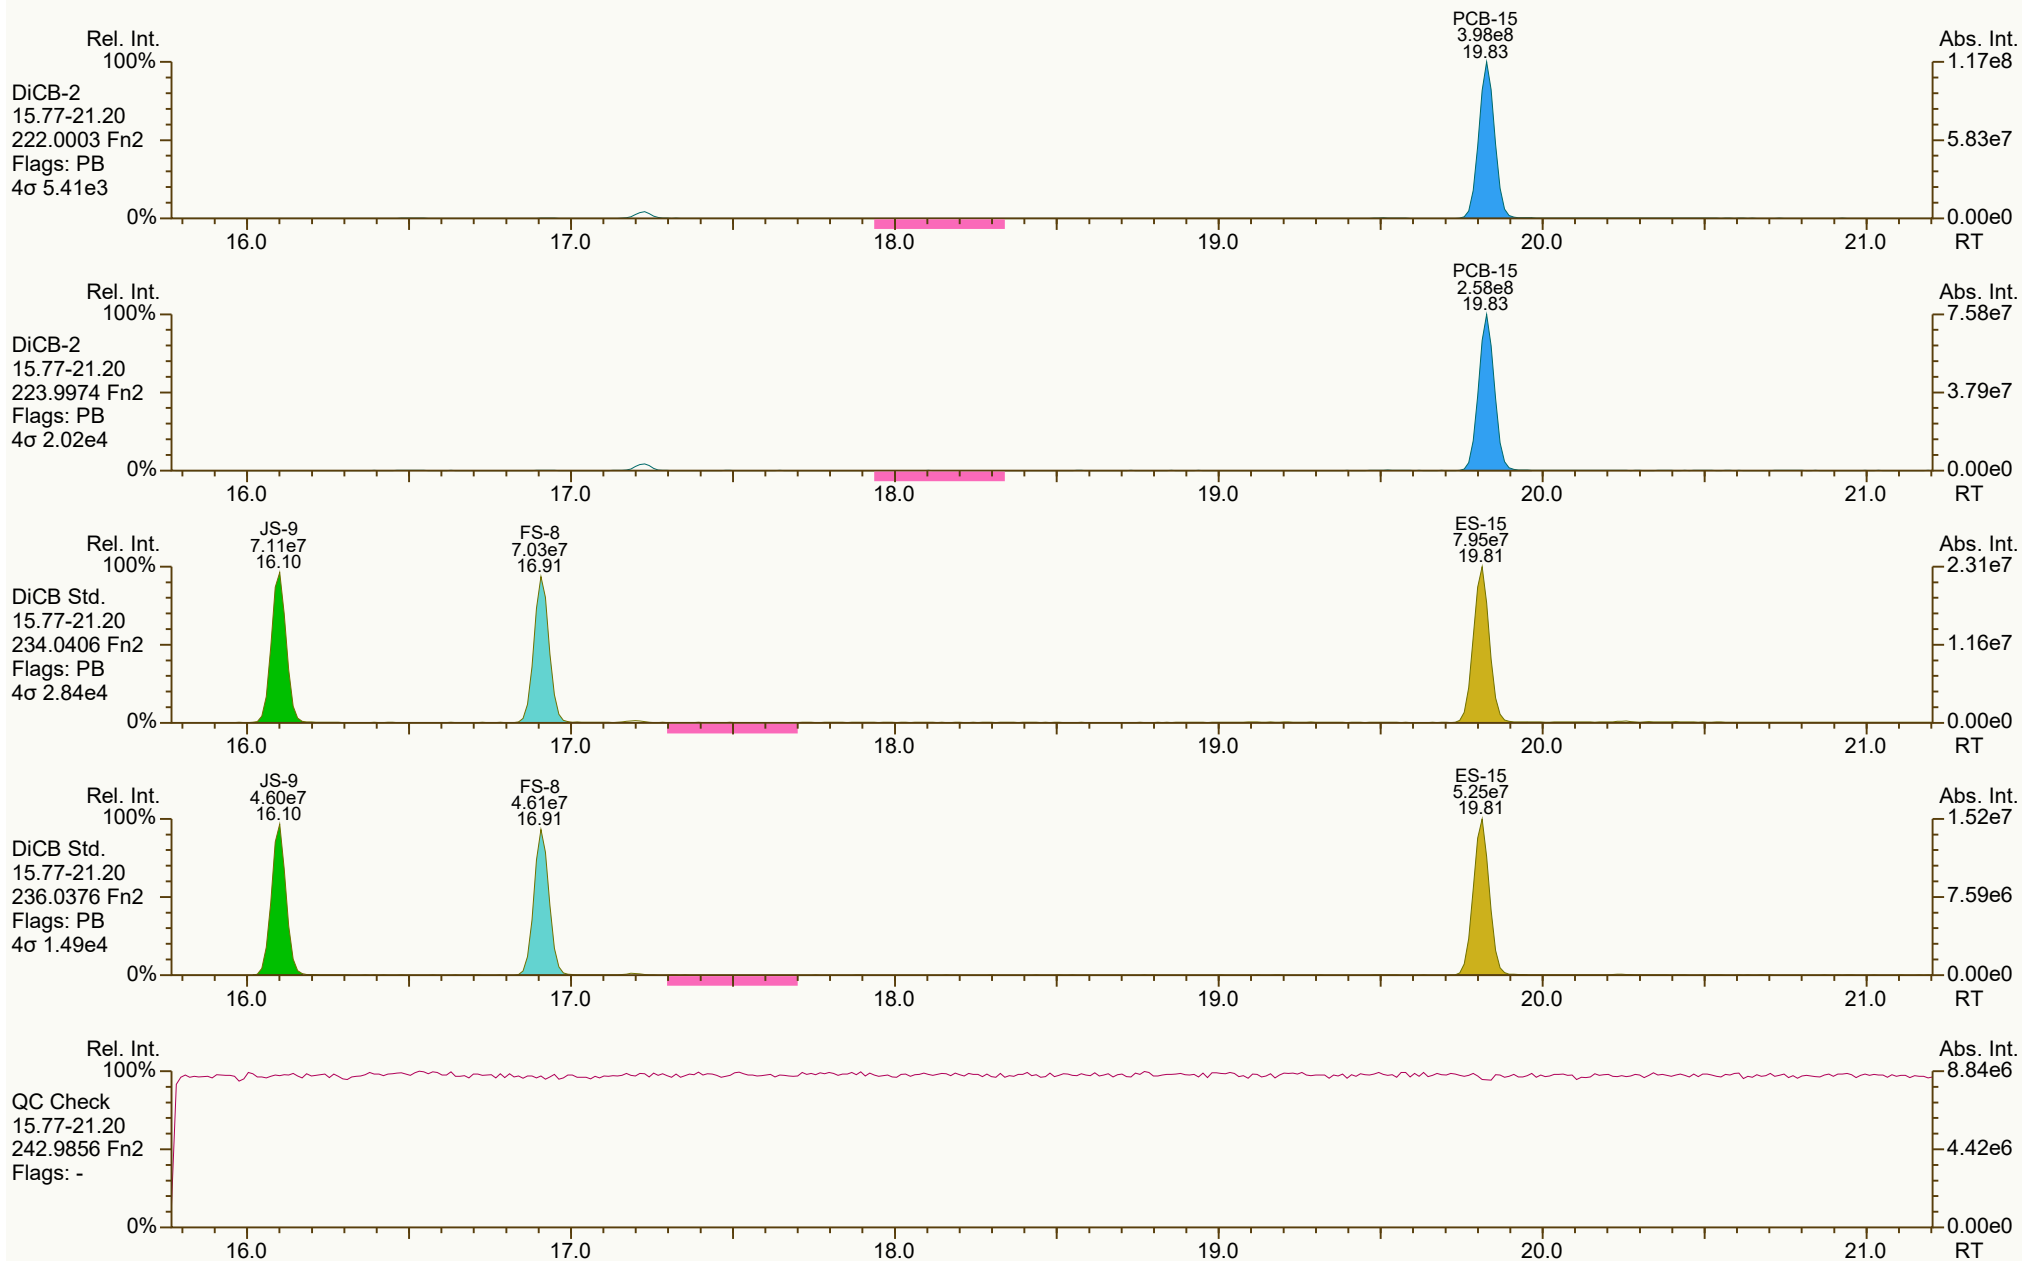 PCB-15
3.98e8
19.83
Rel. Int.
Abs. Int.
100%
1.17e8
DiCB-2
15.77-21.20
222.0003 Fn2
5.83e7
Flags: PB
4σ 5.41e3
0%
0.00e0
16.0 17.0 18.0 19.0 20.0 21.0 RT
PCB-15
2.58e8
19.83
Rel. Int.
Abs. Int.
100%
7.58e7
DiCB-2
15.77-21.20
223.9974 Fn2
3.79e7
Flags: PB
4σ 2.02e4
0%
0.00e0
16.0 17.0 18.0 19.0 20.0 21.0 RT
JS-9
7.11e7
16.10
FS-8
7.03e7
16.91
ES-15
7.95e7
19.81
Rel. Int.
Abs. Int.
100%
2.31e7
DiCB Std.
15.77-21.20
234.0406 Fn2
1.16e7
Flags: PB
4σ 2.84e4
0%
0.00e0
16.0 17.0 18.0 19.0 20.0 21.0 RT
JS-9
4.60e7
16.10
FS-8
4.61e7
16.91
ES-15
5.25e7
19.81
Rel. Int.
Abs. Int.
100%
1.52e7
DiCB Std.
15.77-21.20
236.0376 Fn2
7.59e6
Flags: PB
4σ 1.49e4
0%
0.00e0
16.0 17.0 18.0 19.0 20.0 21.0 RT
Rel. Int.
Abs. Int.
100%
8.84e6
QC Check
15.77-21.20
242.9856 Fn2
4.42e6
Flags: -
0%
0.00e0
16.0 17.0 18.0 19.0 20.0 21.0 RT